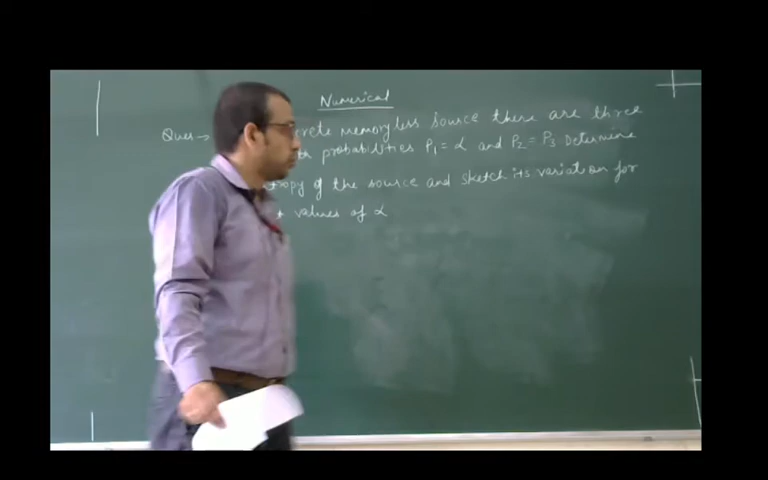 Numerical
Ques → crete memoryless source there are three
probabilities P₁ = α and P₂ = P₃ Determine
tropy of the source and sketch its variation for
values of α